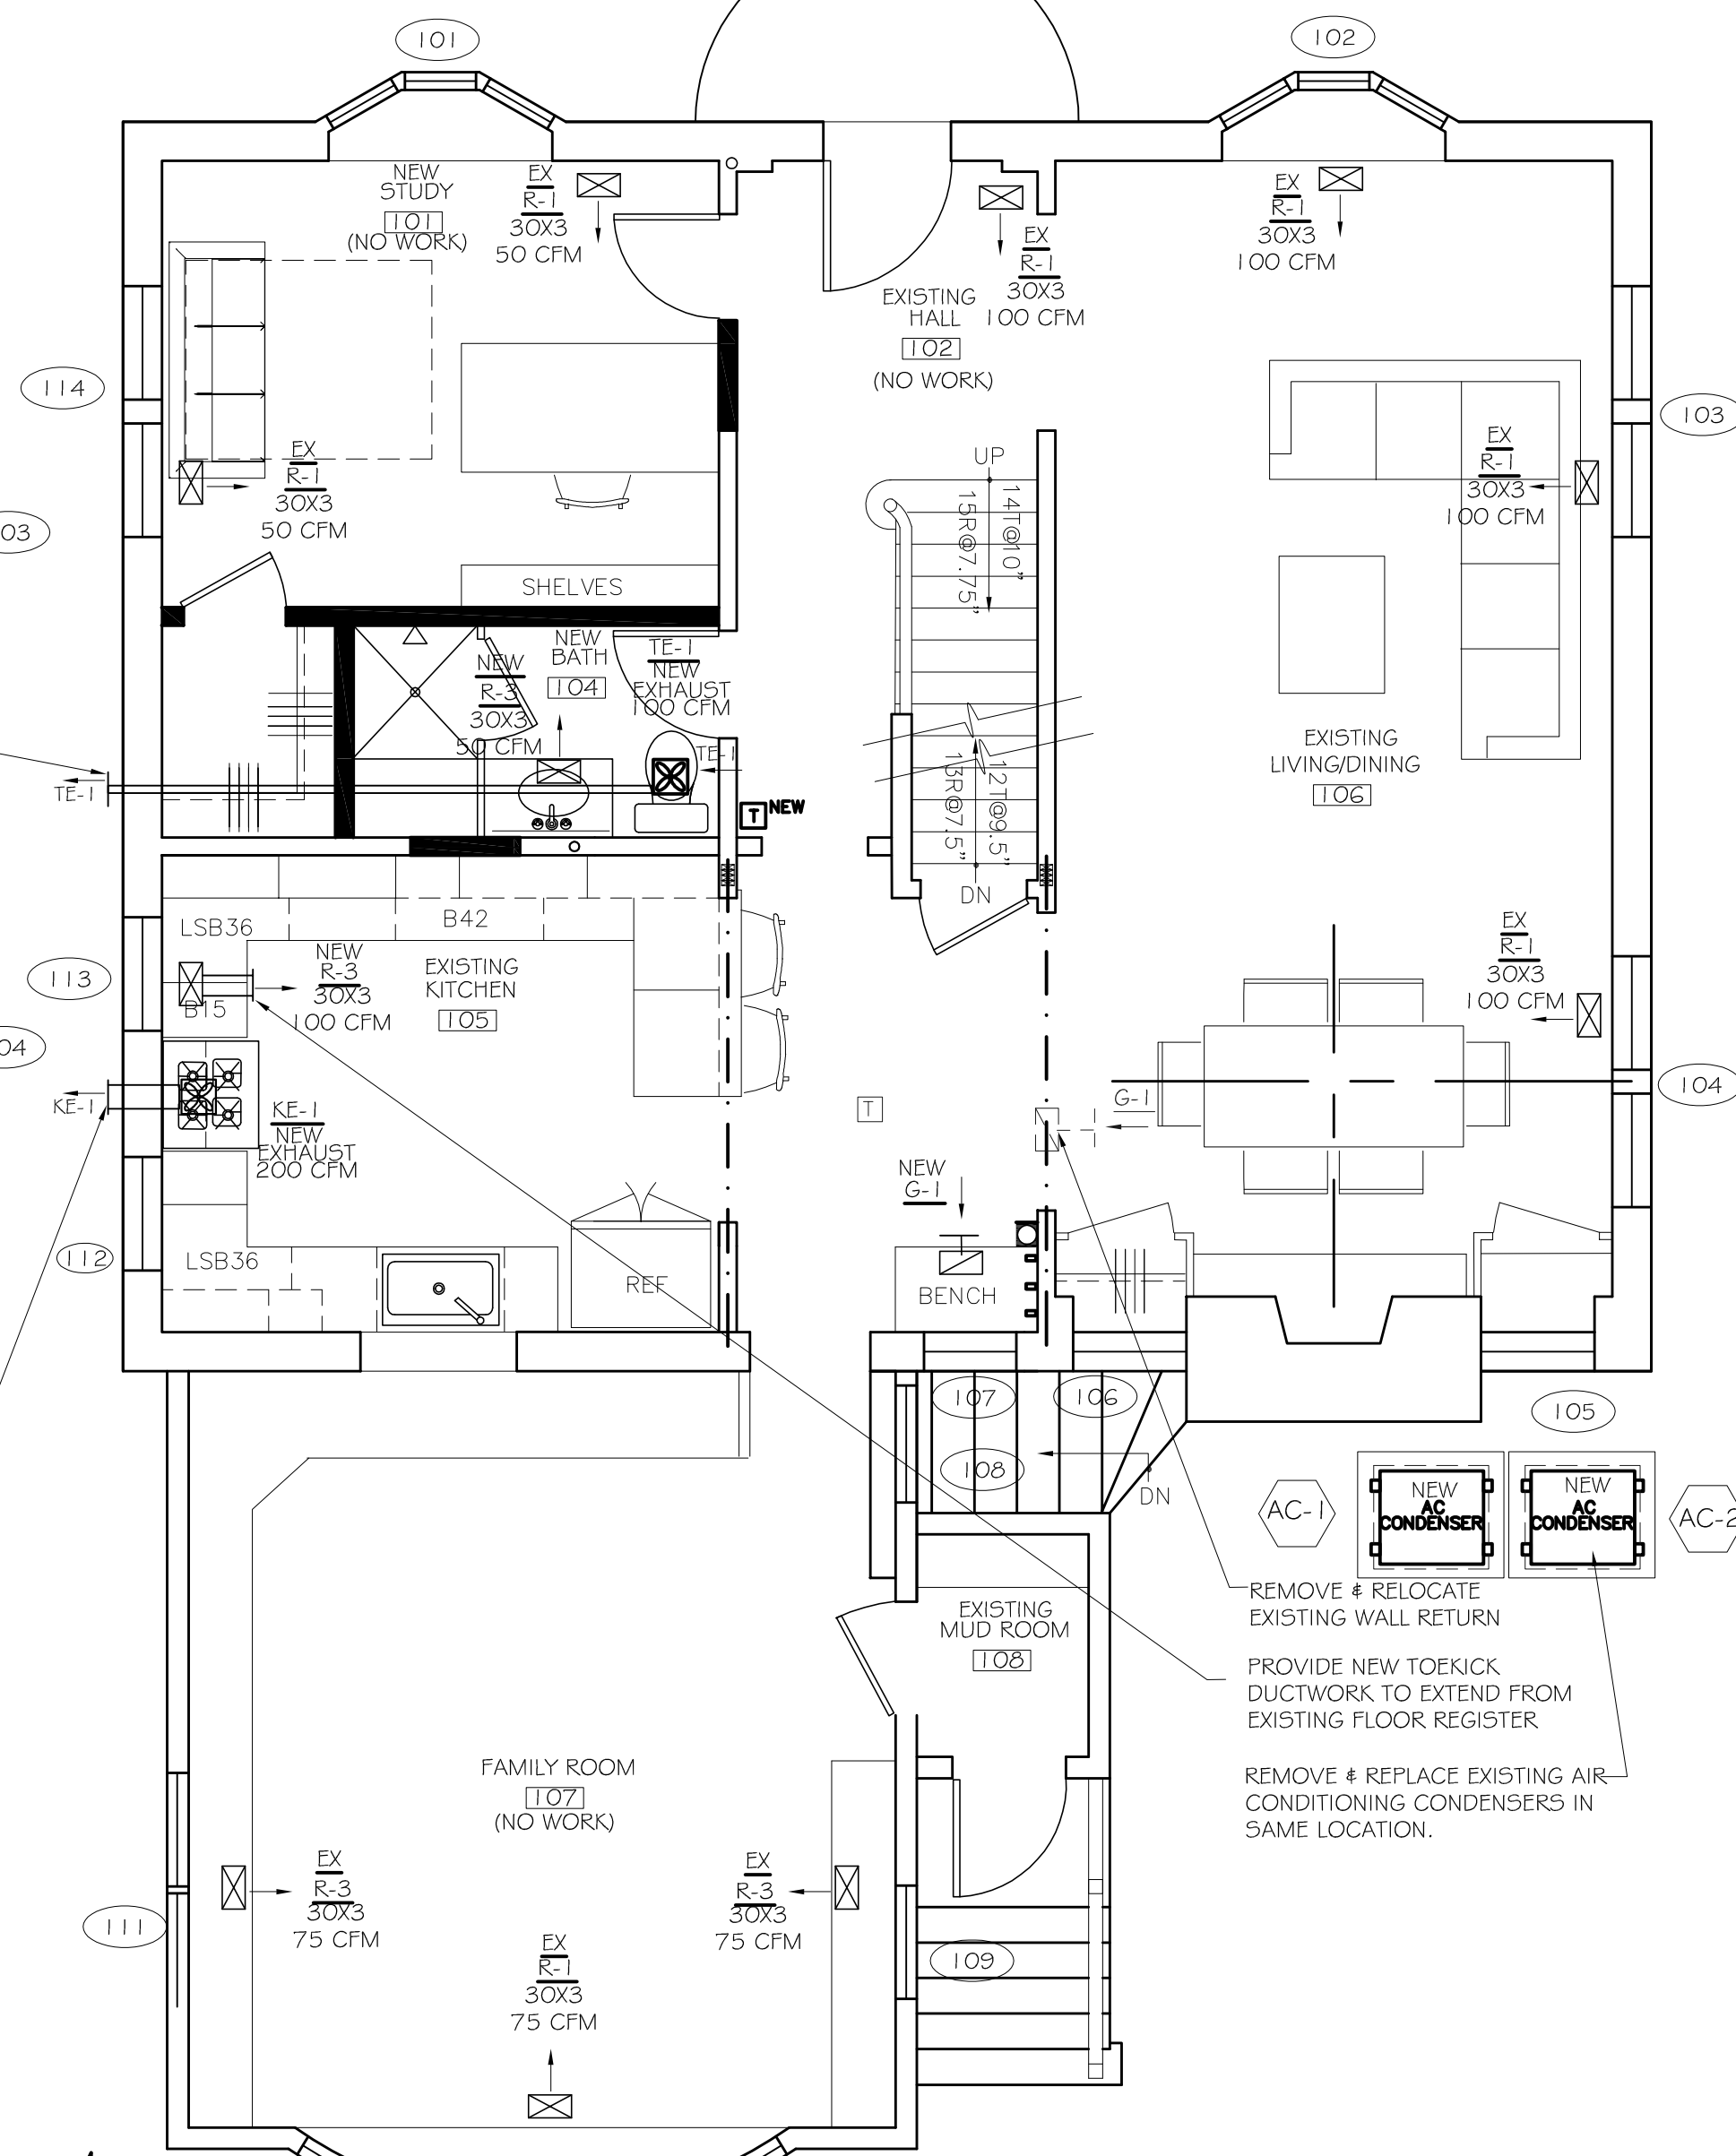 101
102
NEW
STUDY
101
(NO WORK)
EX
R-1
30X3
50 CFM
EX
R-1
30X3
100 CFM
EX
R-1
30X3
100 CFM
EXISTING
HALL
102
(NO WORK)
114
103
EX
R-1
30X3
50 CFM
EX
R-1
30X3
100 CFM
UP
14T@10"
15R@7.75"
03
SHELVES
NEW
BATH
104
NEW
R-3
30X3
50 CFM
TE-1
NEW
EXHAUST
100 CFM
TE-1
TE-1
T NEW
12T@9.5"
13R@7.5"
DN
EXISTING
LIVING/DINING
106
LSB36
B42
NEW
R-3
30X3
100 CFM
B15
EXISTING
KITCHEN
105
113
EX
R-1
30X3
100 CFM
04
104
KE-1
KE-1
NEW
EXHAUST
200 CFM
T
G-1
NEW
G-1
112
LSB36
REF
BENCH
107
106
105
108
DN
AC-1
NEW
AC
CONDENSER
NEW
AC
CONDENSER
AC-2
REMOVE & RELOCATE
EXISTING WALL RETURN
EXISTING
MUD ROOM
108
PROVIDE NEW TOEKICK
DUCTWORK TO EXTEND FROM
EXISTING FLOOR REGISTER
REMOVE & REPLACE EXISTING AIR
CONDITIONING CONDENSERS IN
SAME LOCATION.
FAMILY ROOM
107
(NO WORK)
EX
R-3
30X3
75 CFM
EX
R-3
30X3
75 CFM
111
EX
R-1
30X3
75 CFM
109